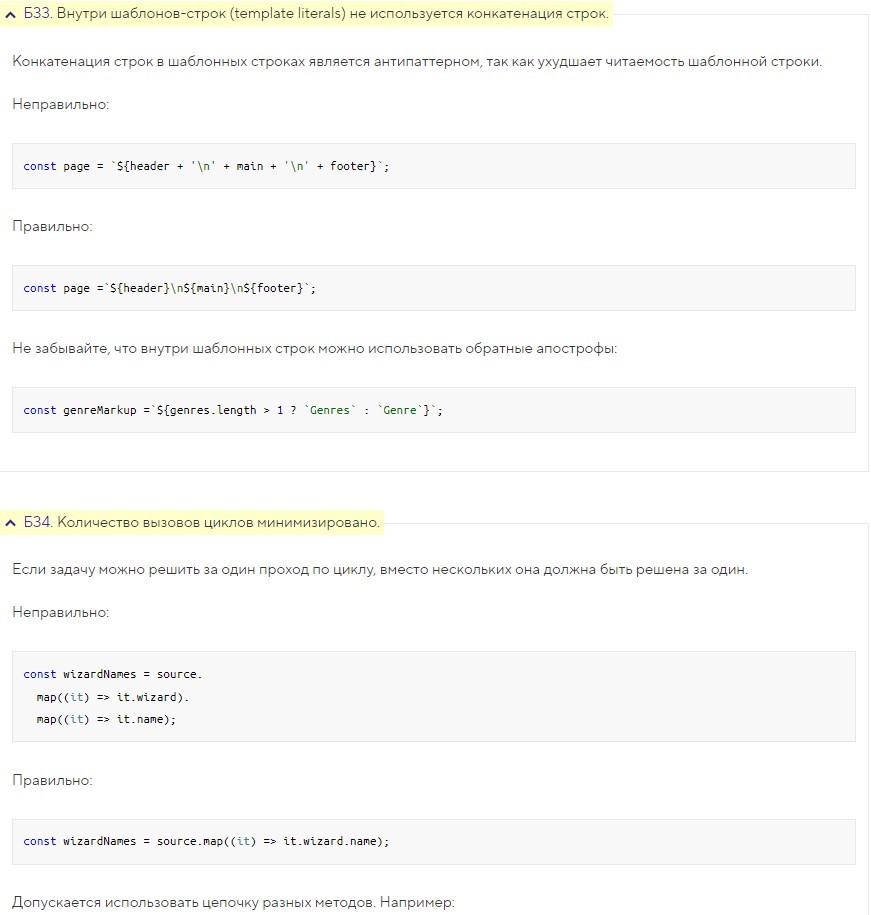 Б33. Внутри шаблонов-строк (template literals) не используется конкатенация строк.
Конкатенация строк в шаблонных строках является антипаттерном, так как ухудшает читаемость шаблонной строки.
Неправильно:
const page = `${header + '\n' + main + '\n' + footer}`;
Правильно:
const page =`${header}\n${main}\n${footer}`;
Не забывайте, что внутри шаблонных строк можно использовать обратные апострофы:
const genreMarkup =`${genres.length > 1 ? `Genres` : `Genre`}`;
Б34. Количество вызовов циклов минимизировано.
Если задачу можно решить за один проход по циклу, вместо нескольких она должна быть решена за один.
Неправильно:
const wizardNames = source.
map((it) => it.wizard).
map((it) => it.name);
Правильно:
const wizardNames = source.map((it) => it.wizard.name);
Допускается использовать цепочку разных методов. Например: